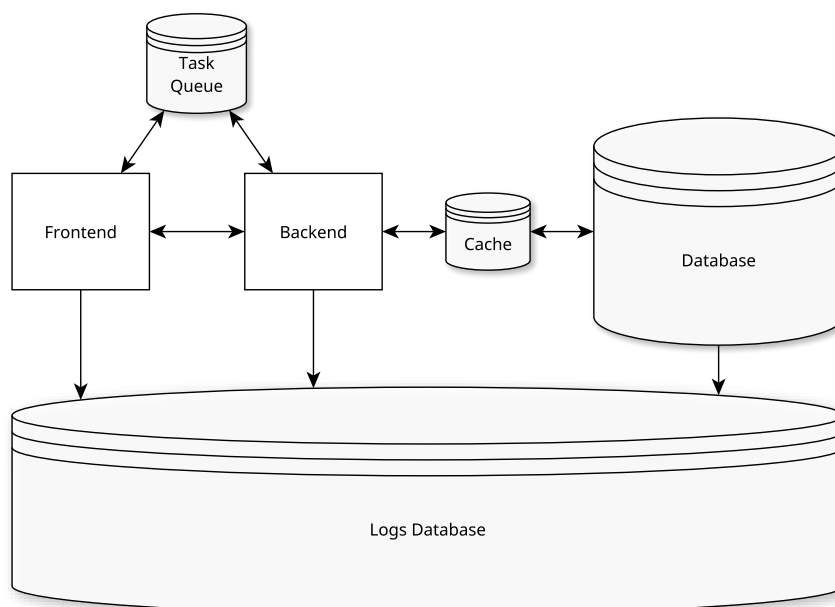 Task
Queue
Frontend
Backend
Cache
Database
Logs Database